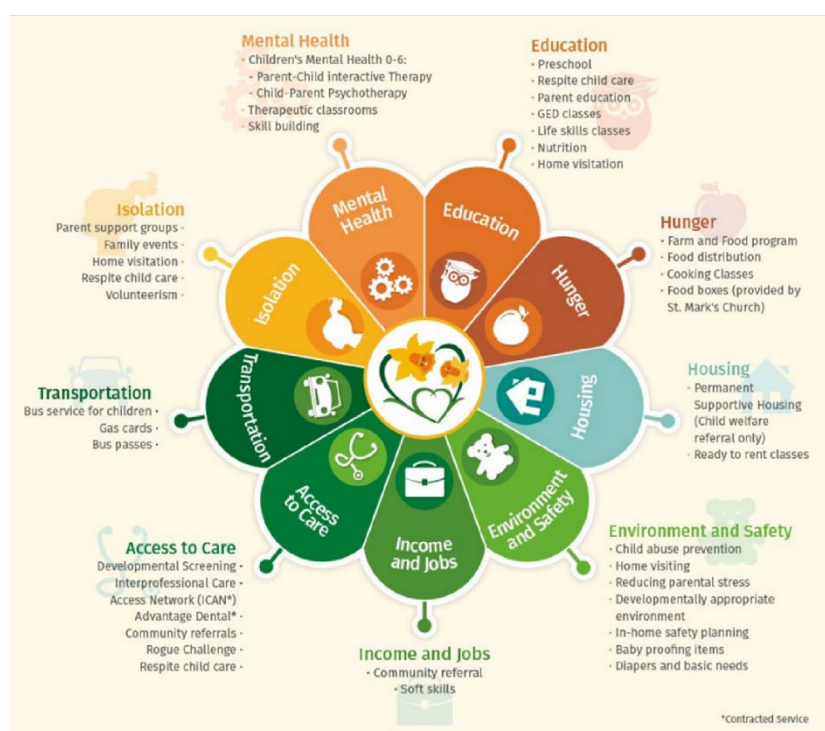 Mental Health
· Children's Mental Health 0-6:
- Parent-Child interactive Therapy
- Child-Parent Psychotherapy
· Therapeutic classrooms
· Skill building
Education
· Preschool
· Respite child care
· Parent education
· GED classes
· Life skills classes
· Nutrition
· Home visitation
Isolation
Parent support groups ·
Family events ·
Home visitation ·
Respite child care ·
Volunteerism ·
Hunger
· Farm and Food program
· Food distribution
· Cooking Classes
· Food boxes (provided by
St. Mark's Church)
Mental
Health
Education
Isolation
Hunger
Transportation
Housing
Access
to Care
Income
and Jobs
Environment
and Safety
Transportation
Bus service for children ·
Gas cards ·
Bus passes ·
Housing
· Permanent
Supportive Housing
(Child welfare
referral only)
· Ready to rent classes
Access to Care
Developmental Screening ·
Interprofessional Care ·
Access Network (ICAN*)
Advantage Dental* ·
Community referrals ·
Rogue Challenge ·
Respite child care ·
Environment and Safety
· Child abuse prevention
· Home visiting
· Reducing parental stress
· Developmentally appropriate
environment
· In-home safety planning
· Baby proofing items
· Diapers and basic needs
Income and Jobs
· Community referral
· Soft skills
*Contracted Service